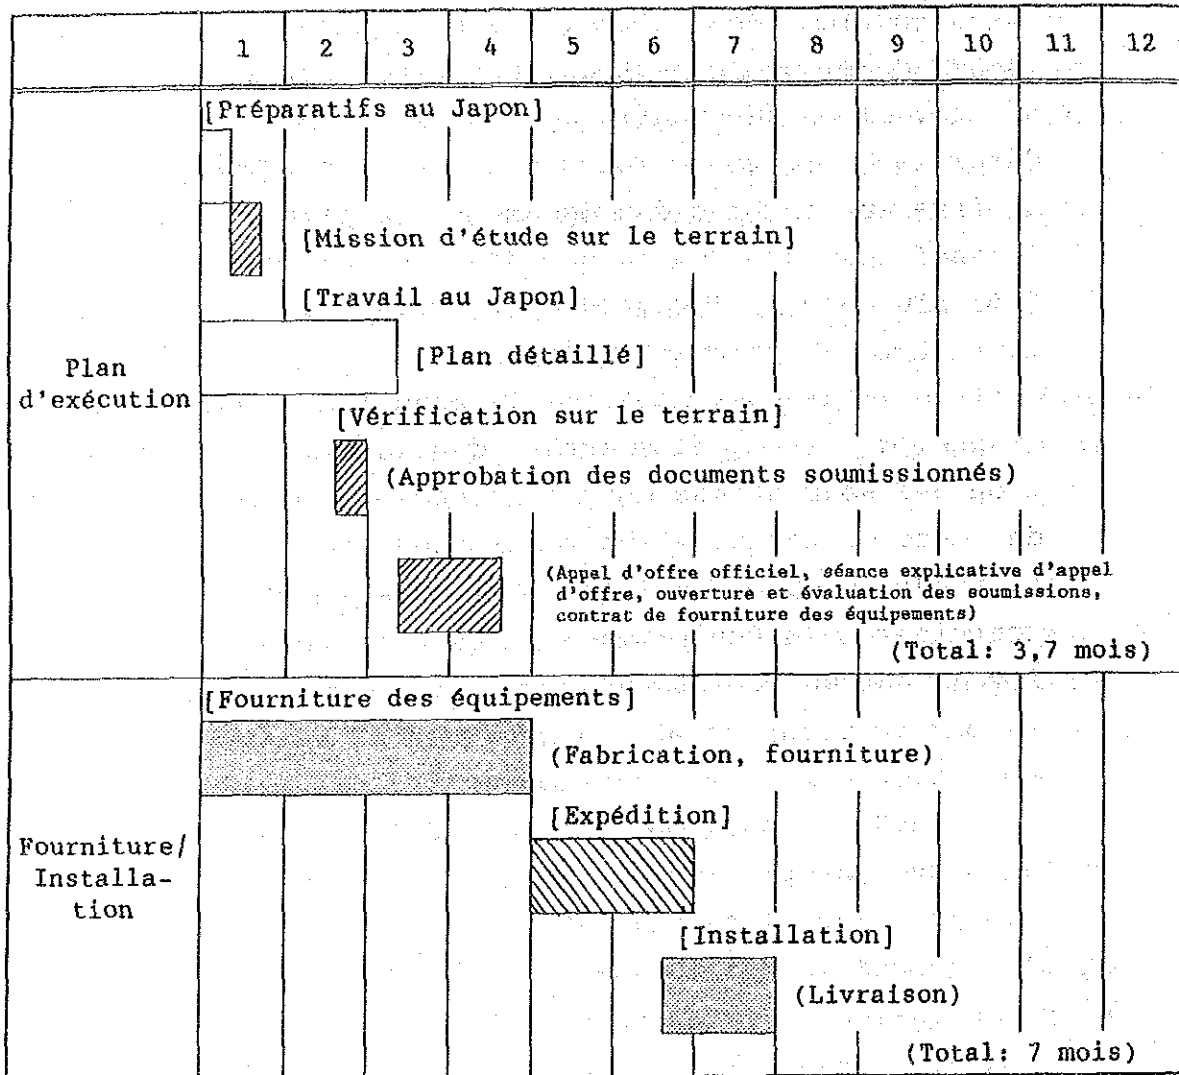 1 2 3 4 5 6 7 8 9 10 11 12
[Préparatifs au Japon]
[Mission d'étude sur le terrain]
[Travail au Japon]
[Plan détaillé]
Plan
d'exécution
[Vérification sur le terrain]
(Approbation des documents soumissionnés)
(Appel d'offre officiel, séance explicative d'appel
d'offre, ouverture et évaluation des soumissions,
contrat de fourniture des équipements)
(Total: 3,7 mois)
[Fourniture des équipements]
(Fabrication, fourniture)
[Expédition]
Fourniture/
Installa-
tion
[Installation]
(Livraison)
(Total: 7 mois)